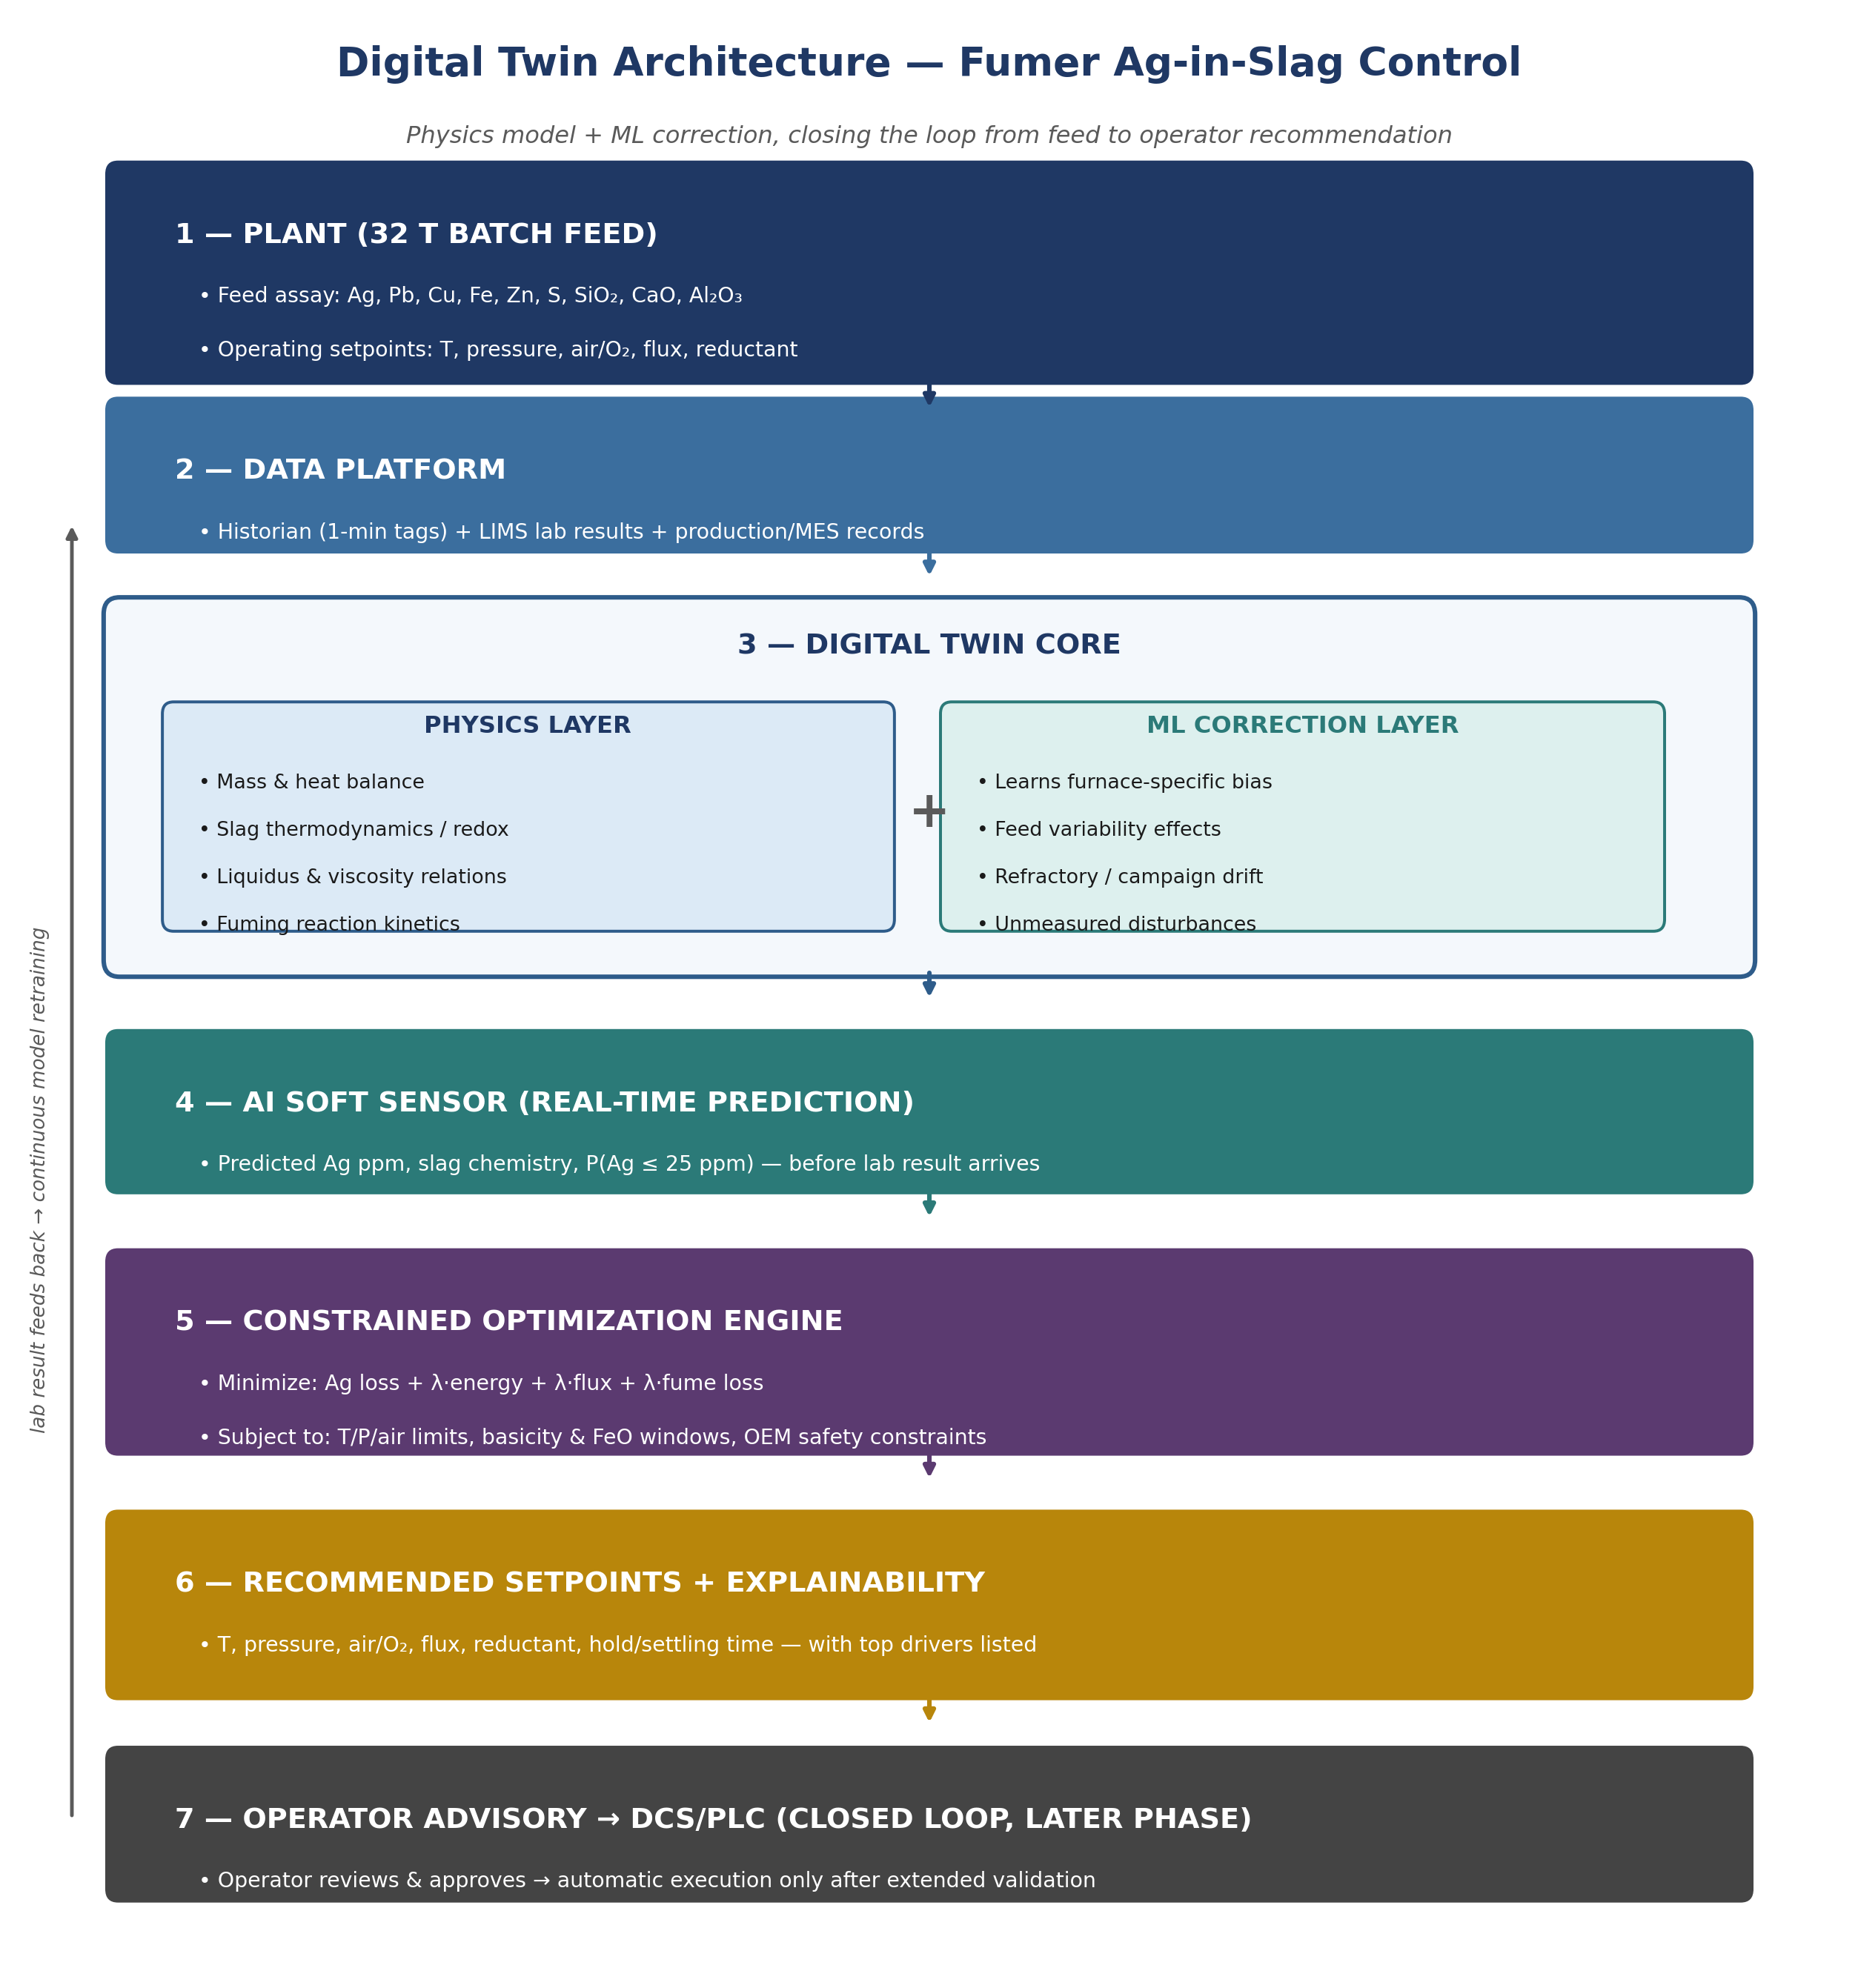 Digital Twin Architecture — Fumer Ag-in-Slag Control
Physics model + ML correction, closing the loop from feed to operator recommendation
1 — PLANT (32 T BATCH FEED)
• Feed assay: Ag, Pb, Cu, Fe, Zn, S, SiO₂, CaO, Al₂O₃
• Operating setpoints: T, pressure, air/O₂, flux, reductant
2 — DATA PLATFORM
• Historian (1-min tags) + LIMS lab results + production/MES records
3 — DIGITAL TWIN CORE
PHYSICS LAYER
• Mass & heat balance
• Slag thermodynamics / redox
• Liquidus & viscosity relations
• Fuming reaction kinetics
+
ML CORRECTION LAYER
• Learns furnace-specific bias
• Feed variability effects
• Refractory / campaign drift
• Unmeasured disturbances
4 — AI SOFT SENSOR (REAL-TIME PREDICTION)
• Predicted Ag ppm, slag chemistry, P(Ag ≤ 25 ppm) — before lab result arrives
5 — CONSTRAINED OPTIMIZATION ENGINE
• Minimize: Ag loss + λ·energy + λ·flux + λ·fume loss
• Subject to: T/P/air limits, basicity & FeO windows, OEM safety constraints
6 — RECOMMENDED SETPOINTS + EXPLAINABILITY
• T, pressure, air/O₂, flux, reductant, hold/settling time — with top drivers listed
7 — OPERATOR ADVISORY → DCS/PLC (CLOSED LOOP, LATER PHASE)
• Operator reviews & approves → automatic execution only after extended validation
lab result feeds back → continuous model retraining